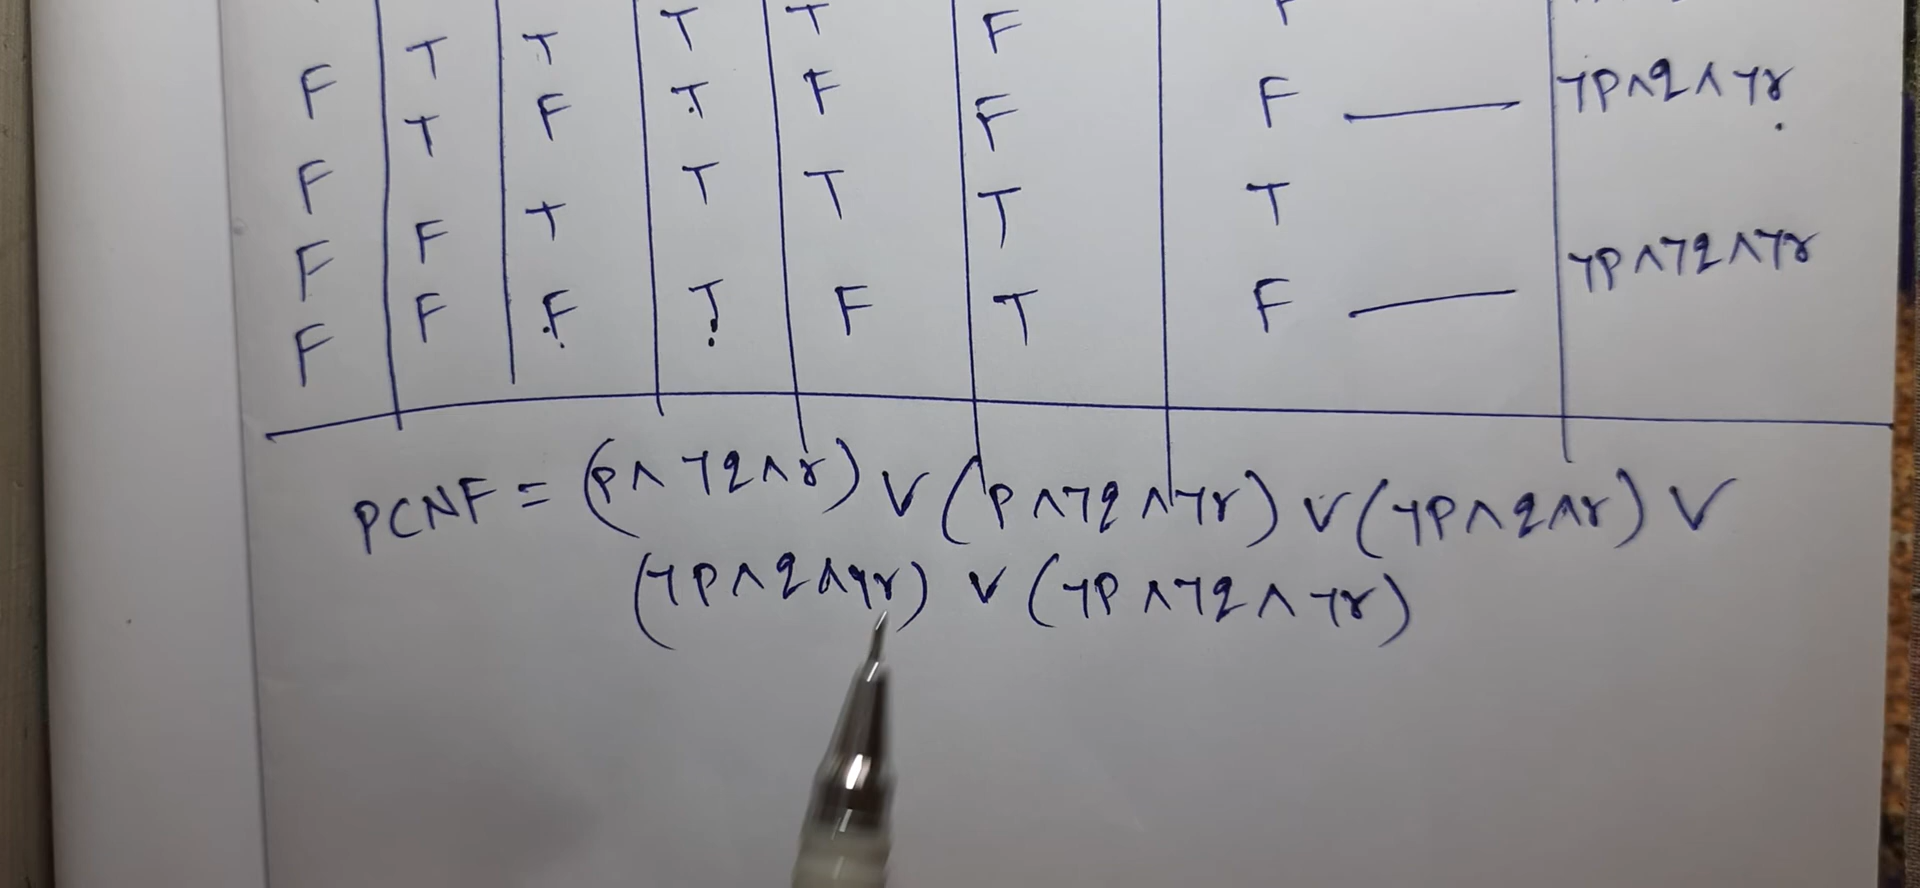 T T F F
F T T T F F F —— ¬P∧q∧¬r
F T F T T T T
F F T T F T F —— ¬P∧¬q∧¬r
F F F
PCNF = (P∧¬q∧r) ∨ (P∧¬q∧¬r) ∨ (¬P∧q∧r) ∨
(¬P∧q∧¬r) ∨ (¬P∧¬q∧¬r)